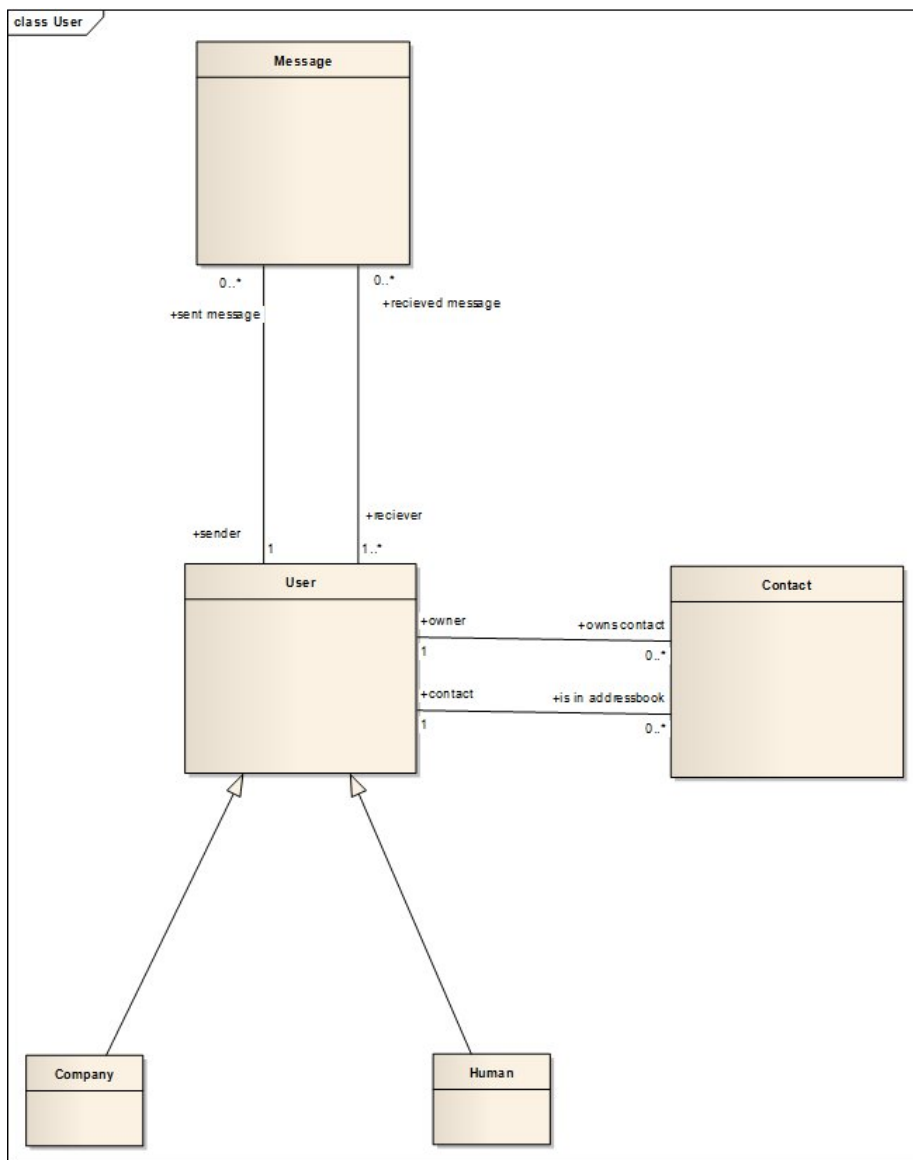 class User
Message
0..*
0..*
+sent message
+recieved message
+sender
+reciever
1
1..*
User
Contact
+owner
+owns contact
1
0..*
+contact
+is in addressbook
1
0..*
Company
Human